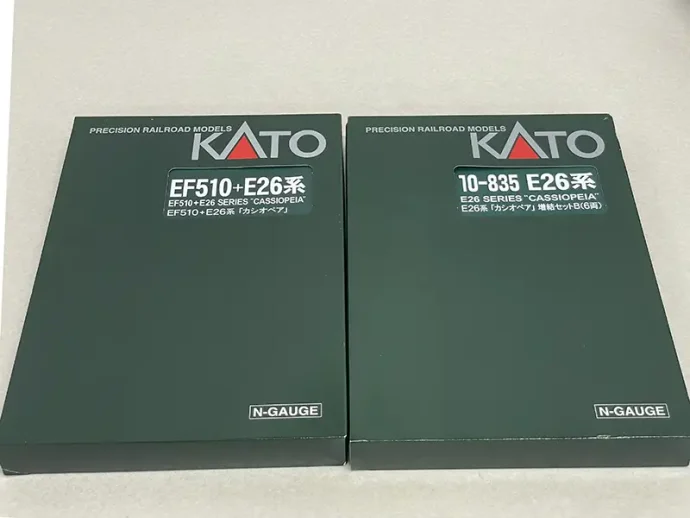 PRECISION RAILROAD MODELS
KATO
EF510+E26系
EF510+E26 SERIES "CASSIOPEIA"
EF510+E26系「カシオペア」
N-GAUGE
PRECISION RAILROAD MODELS
KATO
10-835 E26系
E26 SERIES "CASSIOPEIA"
E26系「カシオペア」増結セットB(6両)
N-GAUGE